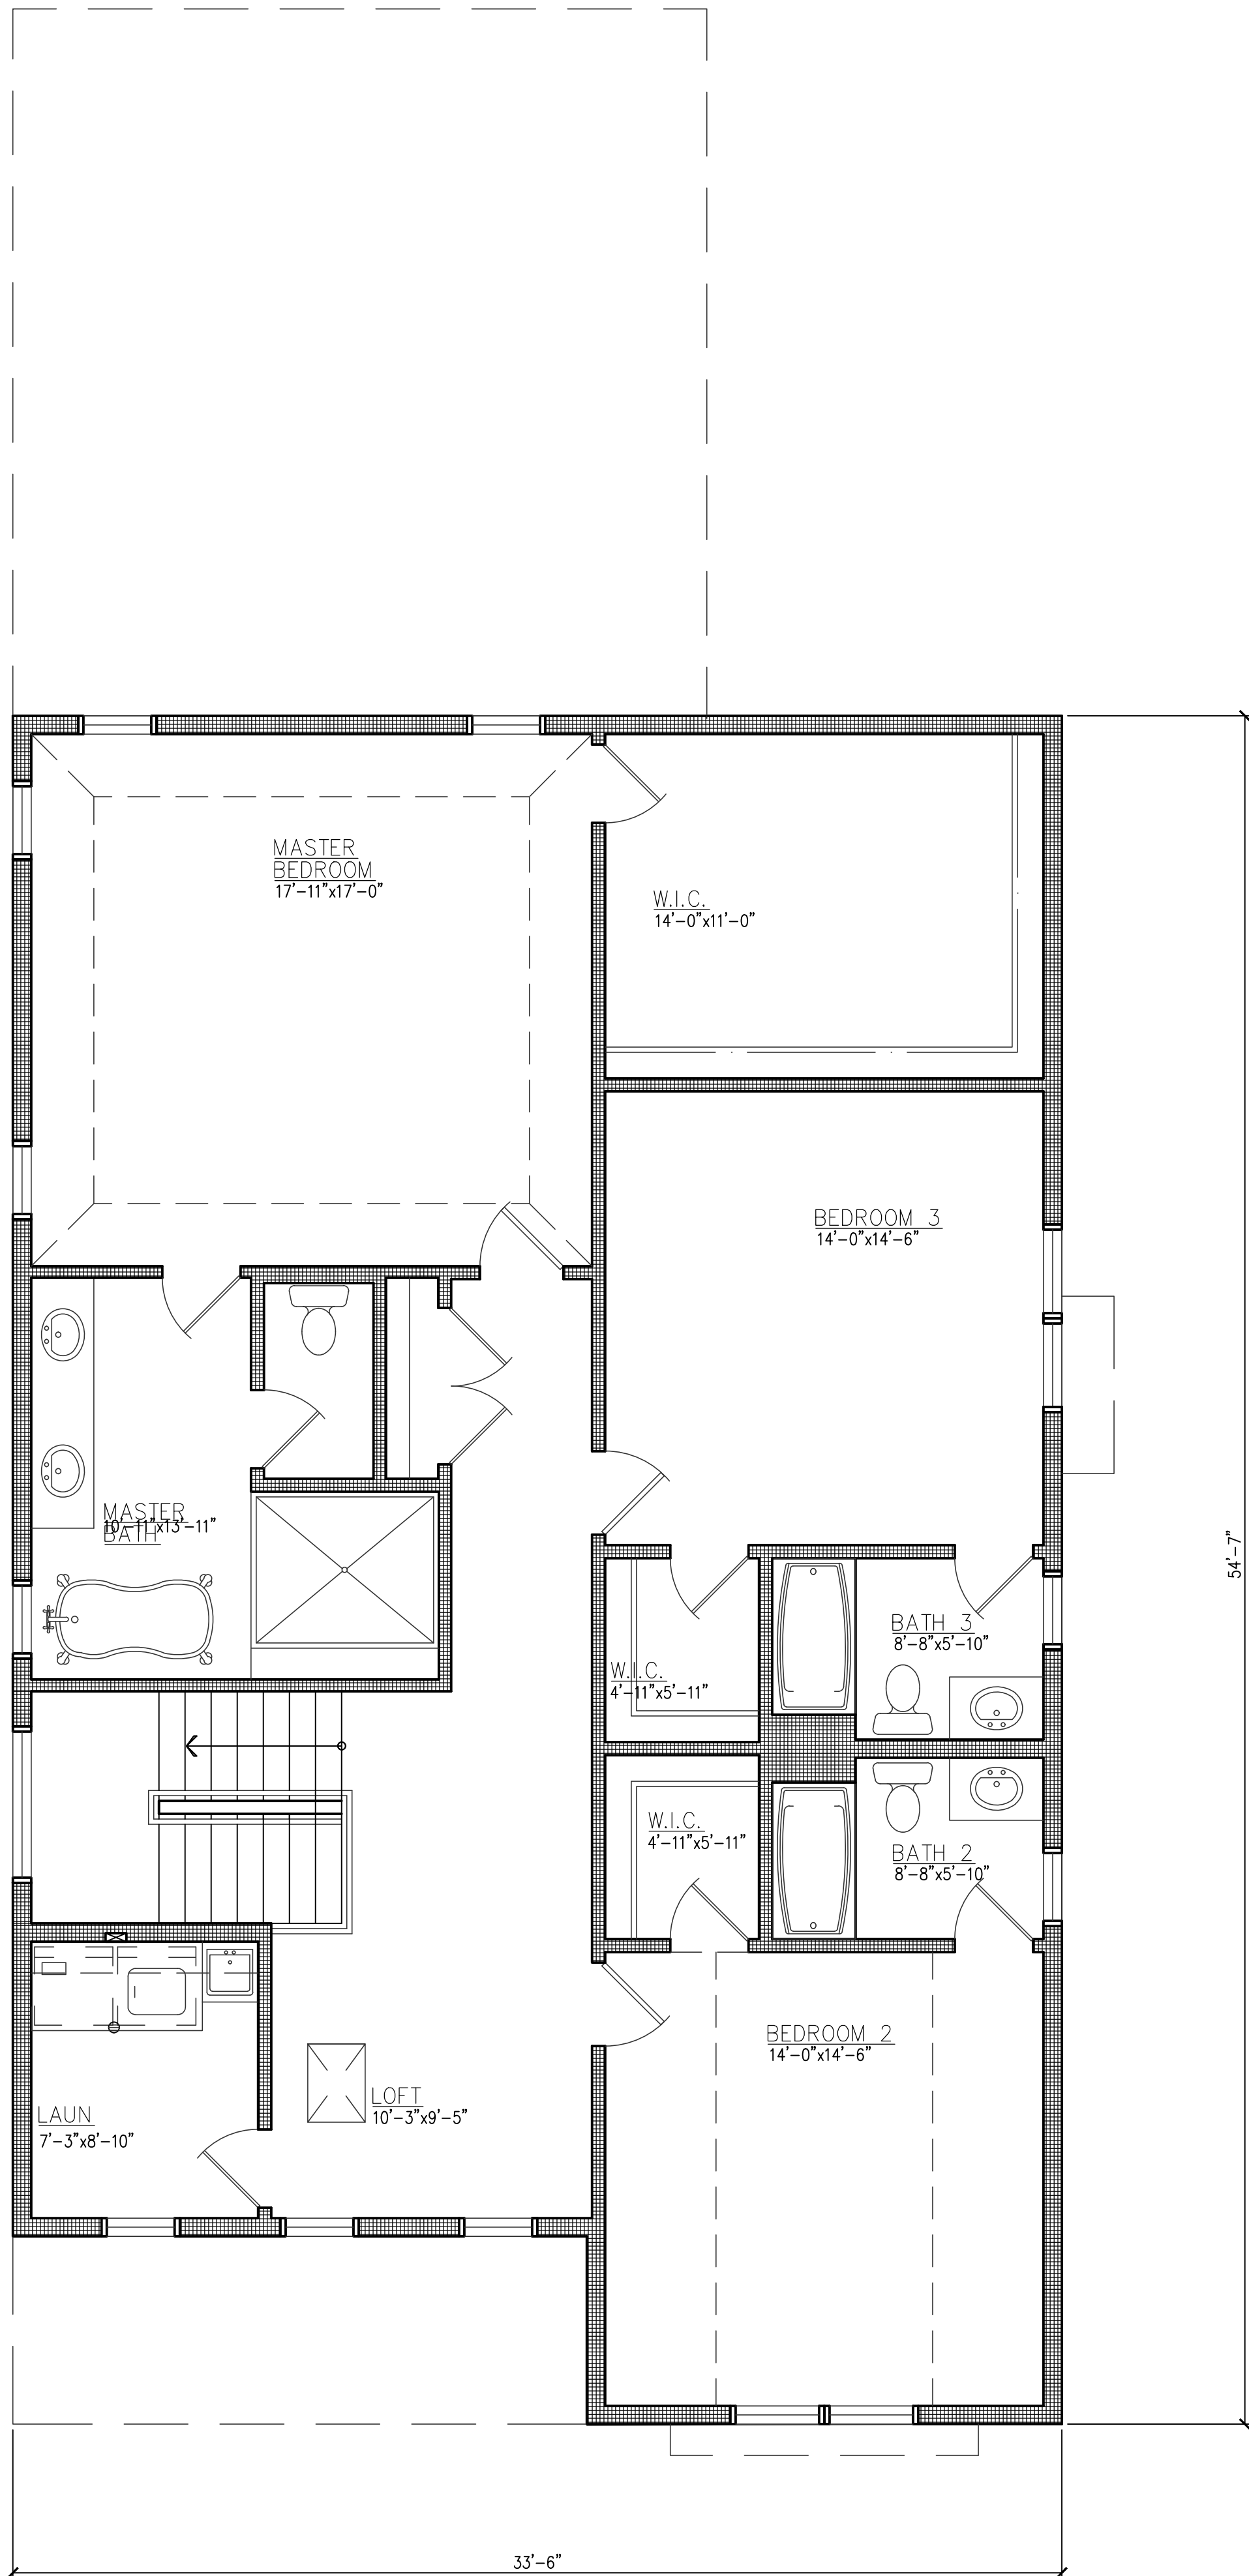 MASTER
BEDROOM
17'-11"x17'-0"
W.I.C.
14'-0"x11'-0"
BEDROOM 3
14'-0"x14'-6"
MASTER
10'-11"x13'-11"
BATH
54'-7"
BATH 3
8'-8"x5'-10"
W.I.C.
4'-11"x5'-11"
W.I.C.
4'-11"x5'-11"
BATH 2
8'-8"x5'-10"
BEDROOM 2
14'-0"x14'-6"
LOFT
10'-3"x9'-5"
LAUN
7'-3"x8'-10"
33'-6"